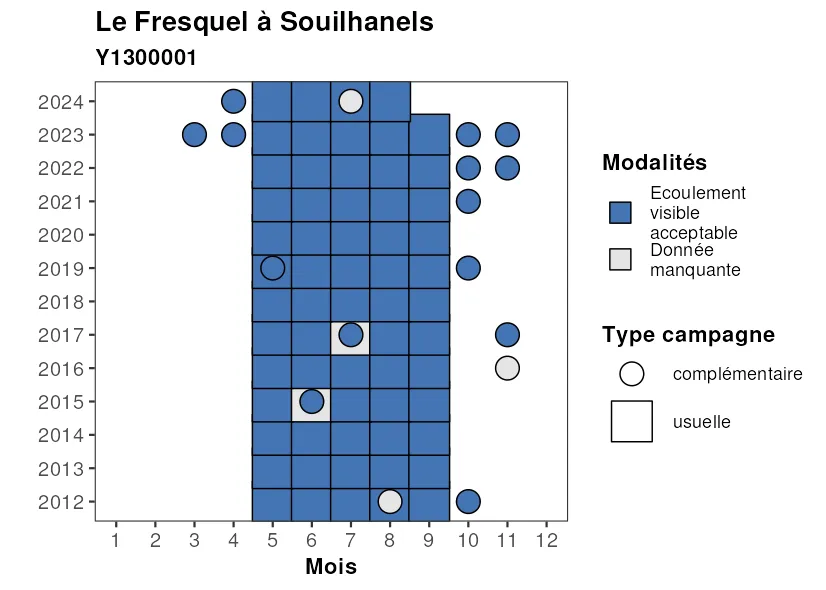 Le Fresquel à Souilhanels
Y1300001
2024
2023
2022
2021
2020
2019
2018
2017
2016
2015
2014
2013
2012
1 2 3 4 5 6 7 8 9 10 11 12
Mois
Modalités
Ecoulement
visible
acceptable
Donnée
manquante
Type campagne
complémentaire
usuelle